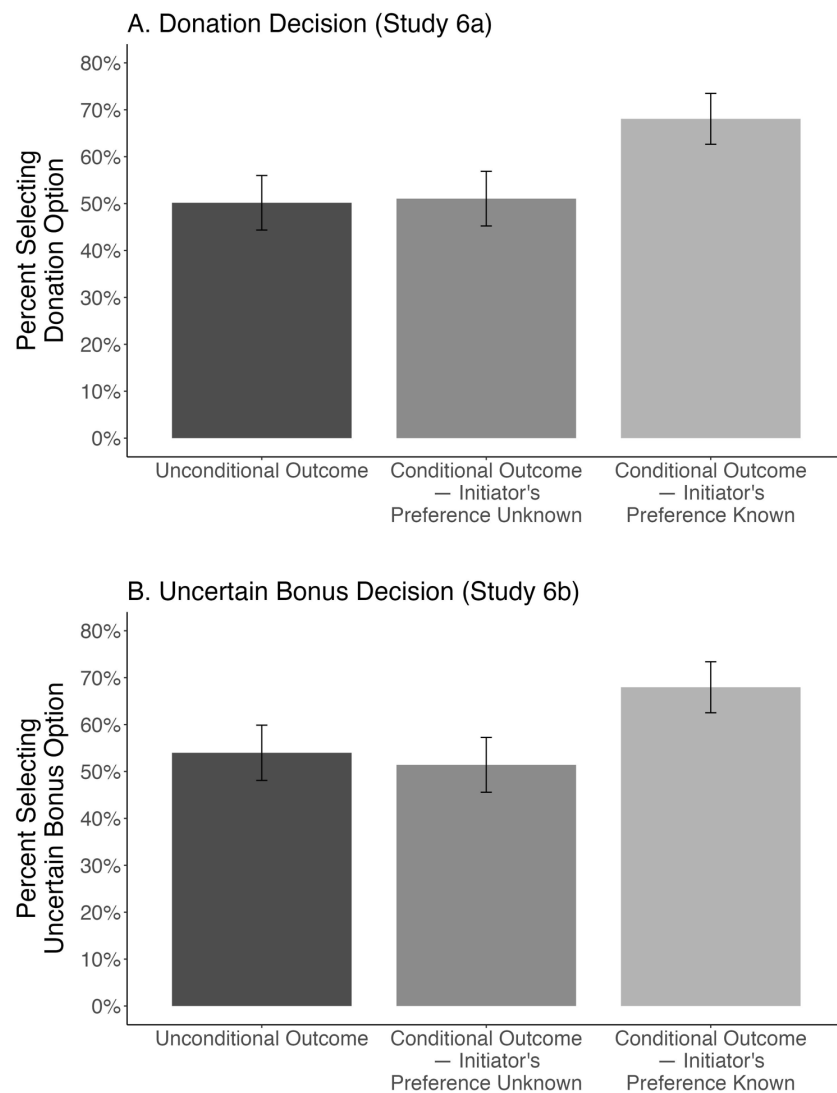 A. Donation Decision (Study 6a)
80%
70%
60%
50%
40%
30%
20%
10%
0%
Percent Selecting
Donation Option
Unconditional Outcome
Conditional Outcome
— Initiator's
Preference Unknown
Conditional Outcome
— Initiator's
Preference Known
B. Uncertain Bonus Decision (Study 6b)
80%
70%
60%
50%
40%
30%
20%
10%
0%
Percent Selecting
Uncertain Bonus Option
Unconditional Outcome
Conditional Outcome
— Initiator's
Preference Unknown
Conditional Outcome
— Initiator's
Preference Known